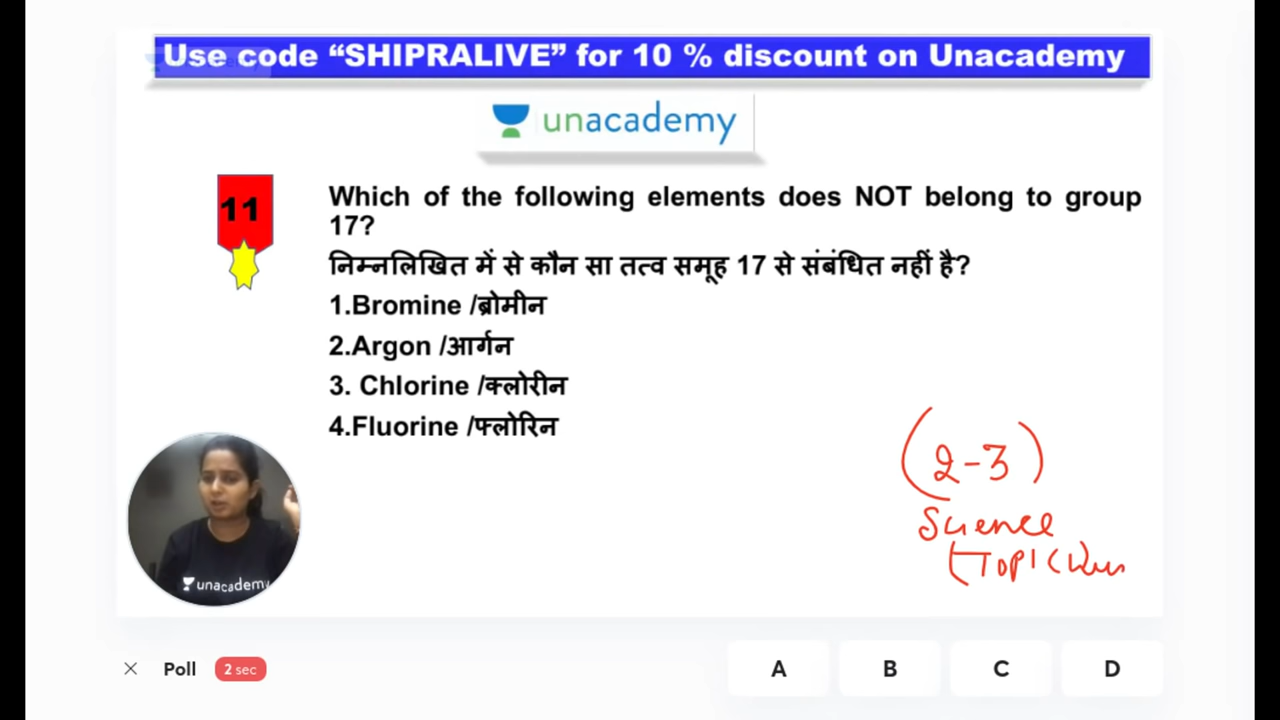 Use code “SHIPRALIVE” for 10 % discount on Unacademy
unacademy
11
Which of the following elements does NOT belong to group
17?
निम्नलिखित में से कौन सा तत्व समूह 17 से संबंधित नहीं है?
1.Bromine /ब्रोमीन
2.Argon /आर्गन
3. Chlorine /क्लोरीन
4.Fluorine /फ्लोरिन
(2-3)
Science
(Topic
unacademy
Poll
2 sec
A
B
C
D